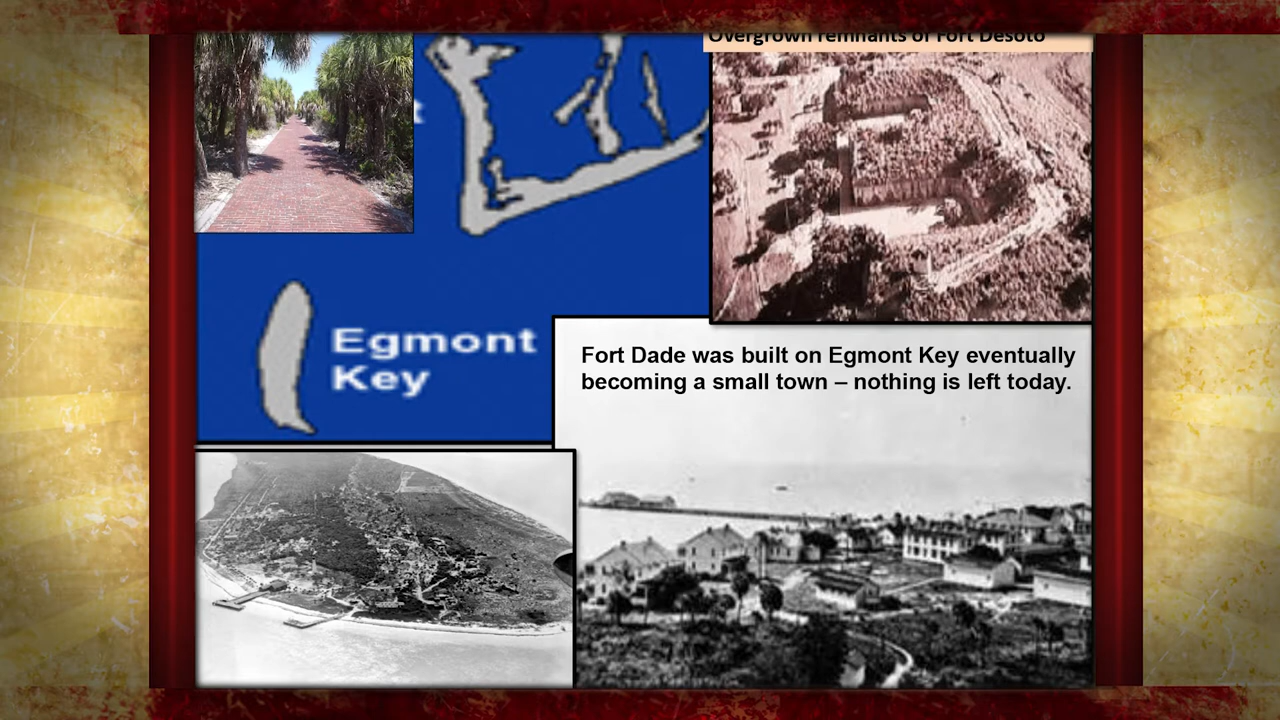 Overgrown remnants of Fort Desoto
Egmont
Key
Fort Dade was built on Egmont Key eventually
becoming a small town – nothing is left today.